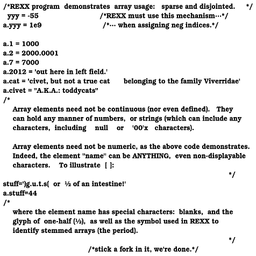 /*REXX program demonstrates array usage: sparse and disjointed. */
yyy = -55 /*REXX must use this mechanism···*/
a.yyy = 1e9 /*··· when assigning neg indices.*/
a.1 = 1000
a.2 = 2000.0001
a.7 = 7000
a.2012 = 'out here in left field.'
a.cat = 'civet, but not a true cat belonging to the family Viverridae'
a.civet = "A.K.A.: toddycats"
/*
Array elements need not be continuous (nor even defined). They
can hold any manner of numbers, or strings (which can include any
characters, including null or '00'x characters).
Array elements need not be numeric, as the above code demonstrates.
Indeed, the element "name" can be ANYTHING, even non-displayable
characters. To illustrate [ ]:
*/
stuff=')g.u.t.s( or ½ of an intestine!'
a.stuff=44
/*
where the element name has special characters: blanks, and the
glyph of one-half (½), as well as the symbol used in REXX to
identify stemmed arrays (the period).
*/
/*stick a fork in it, we're done.*/